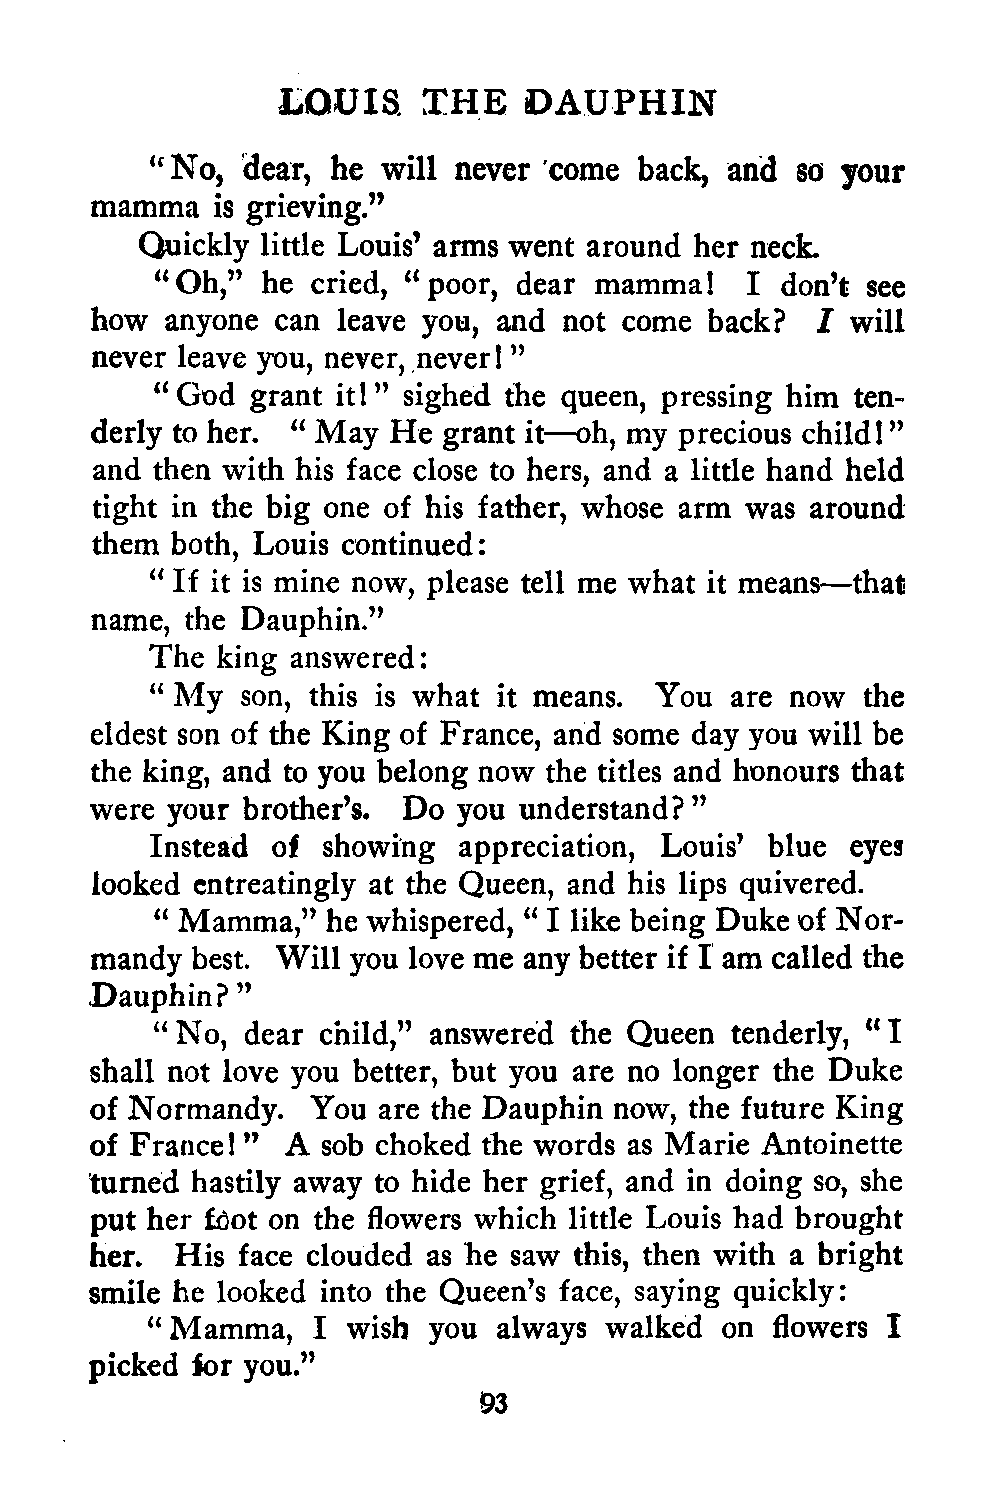 LOUIS THE DAUPHIN
"No, dear, he will never come back, and so your
mamma is grieving."
Quickly little Louis' arms went around her neck.
"Oh," he cried, "poor, dear mamma! I don't see
how anyone can leave you, and not come back? I will
never leave you, never, never!"
"God grant it!" sighed the queen, pressing him ten-
derly to her. "May He grant it—oh, my precious child!"
and then with his face close to hers, and a little hand held
tight in the big one of his father, whose arm was around
them both, Louis continued:
"If it is mine now, please tell me what it means—that
name, the Dauphin."
The king answered:
"My son, this is what it means. You are now the
eldest son of the King of France, and some day you will be
the king, and to you belong now the titles and honours that
were your brother's. Do you understand?"
Instead of showing appreciation, Louis' blue eyes
looked entreatingly at the Queen, and his lips quivered.
"Mamma," he whispered, "I like being Duke of Nor-
mandy best. Will you love me any better if I am called the
Dauphin?"
"No, dear child," answered the Queen tenderly, "I
shall not love you better, but you are no longer the Duke
of Normandy. You are the Dauphin now, the future King
of France!" A sob choked the words as Marie Antoinette
turned hastily away to hide her grief, and in doing so, she
put her foot on the flowers which little Louis had brought
her. His face clouded as he saw this, then with a bright
smile he looked into the Queen's face, saying quickly:
"Mamma, I wish you always walked on flowers I
picked for you."
93